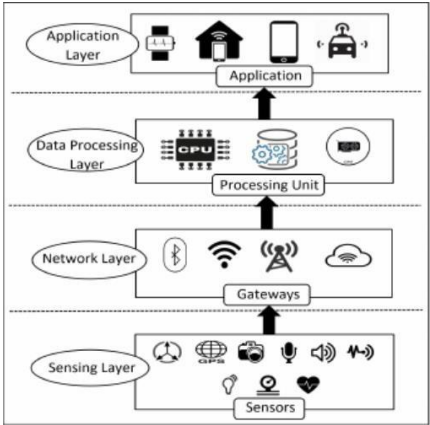 Application
Layer
Application
Data Processing
Layer
CPU
Processing Unit
Network Layer
Gateways
GPS
Sensing Layer
Sensors